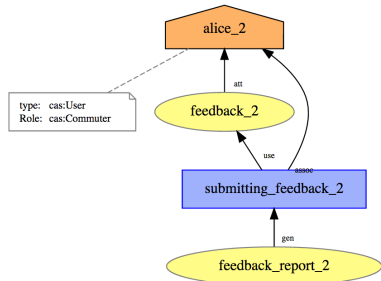 alice_2
type: cas:User
Role: cas:Commuter
att
feedback_2
use
assoc
submitting_feedback_2
gen
feedback_report_2